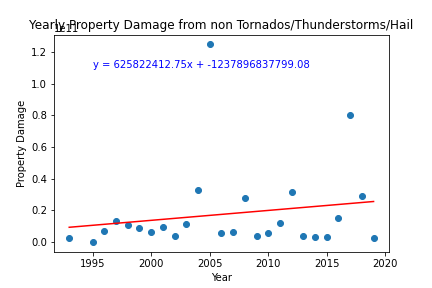 Yearly Property Damage from non Tornados/Thunderstorms/Hail
1e11
y = 625822412.75x + -1237896837799.08
1.2
1.0
0.8
0.6
0.4
0.2
0.0
Property Damage
1995 2000 2005 2010 2015 2020
Year